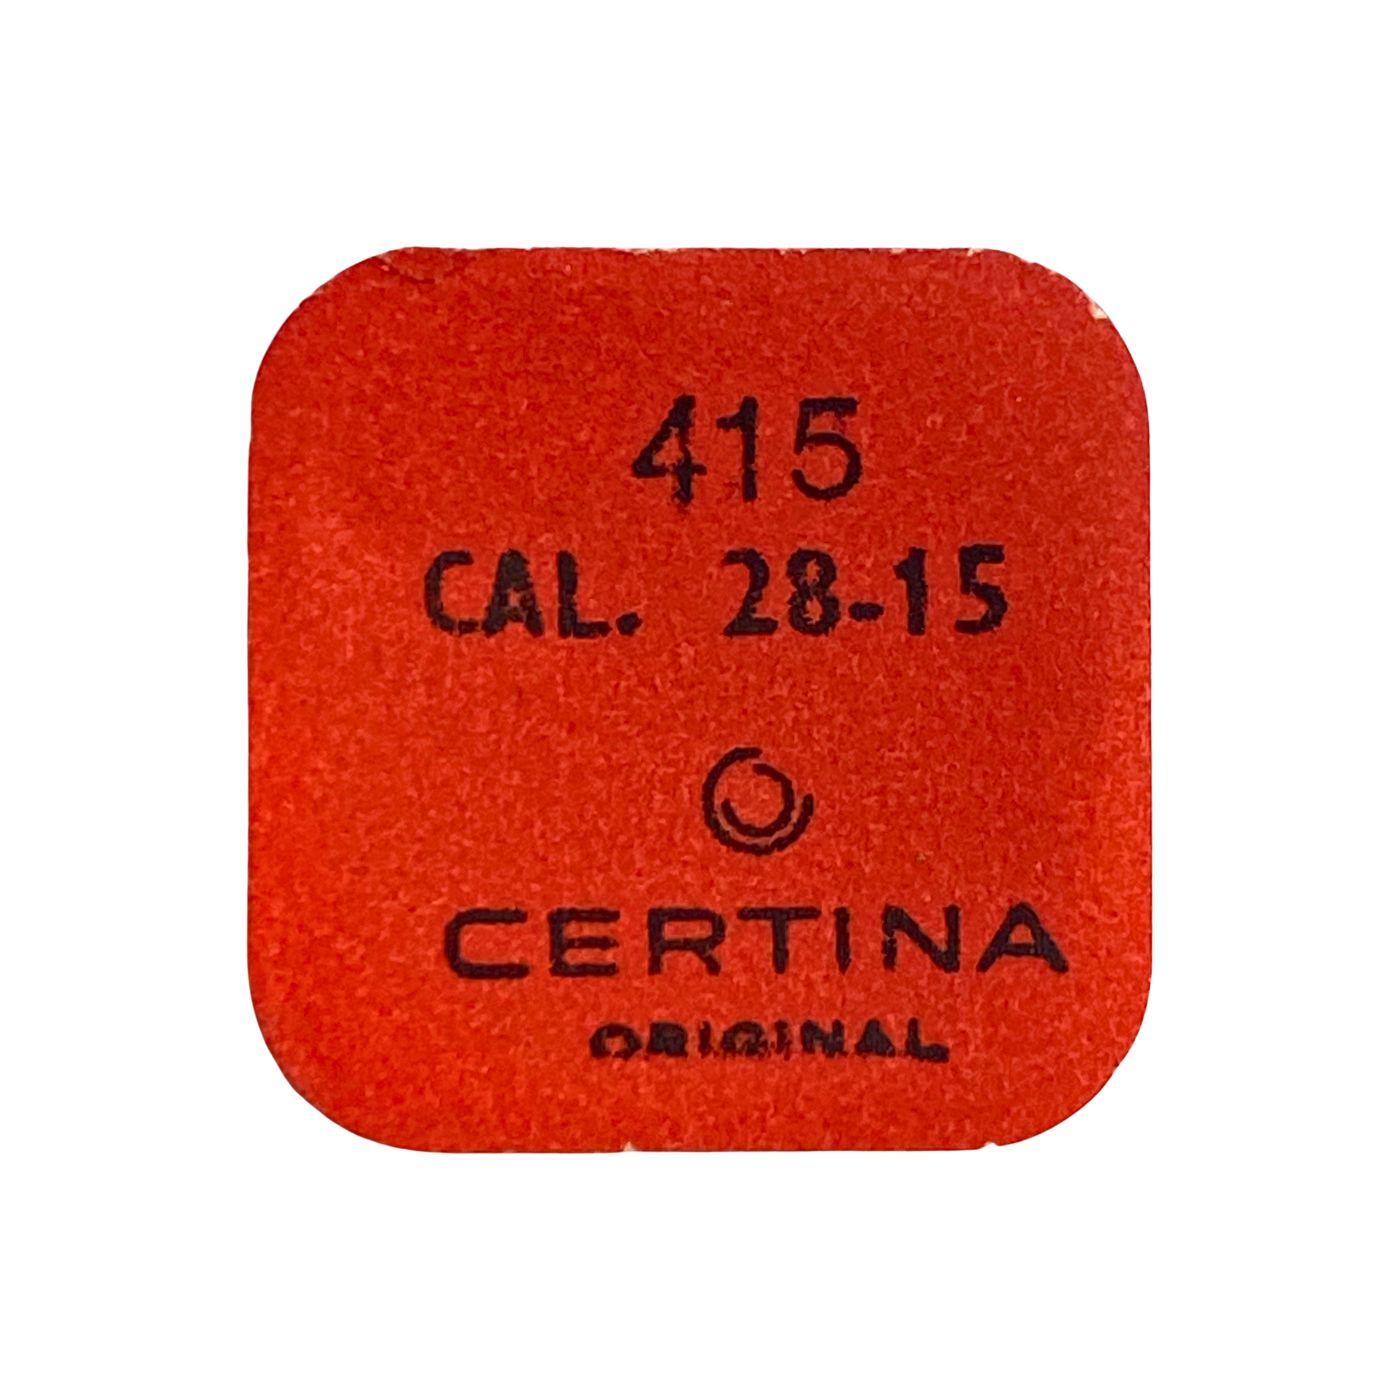 415
CAL. 28-15
CERTINA
ORIGINAL